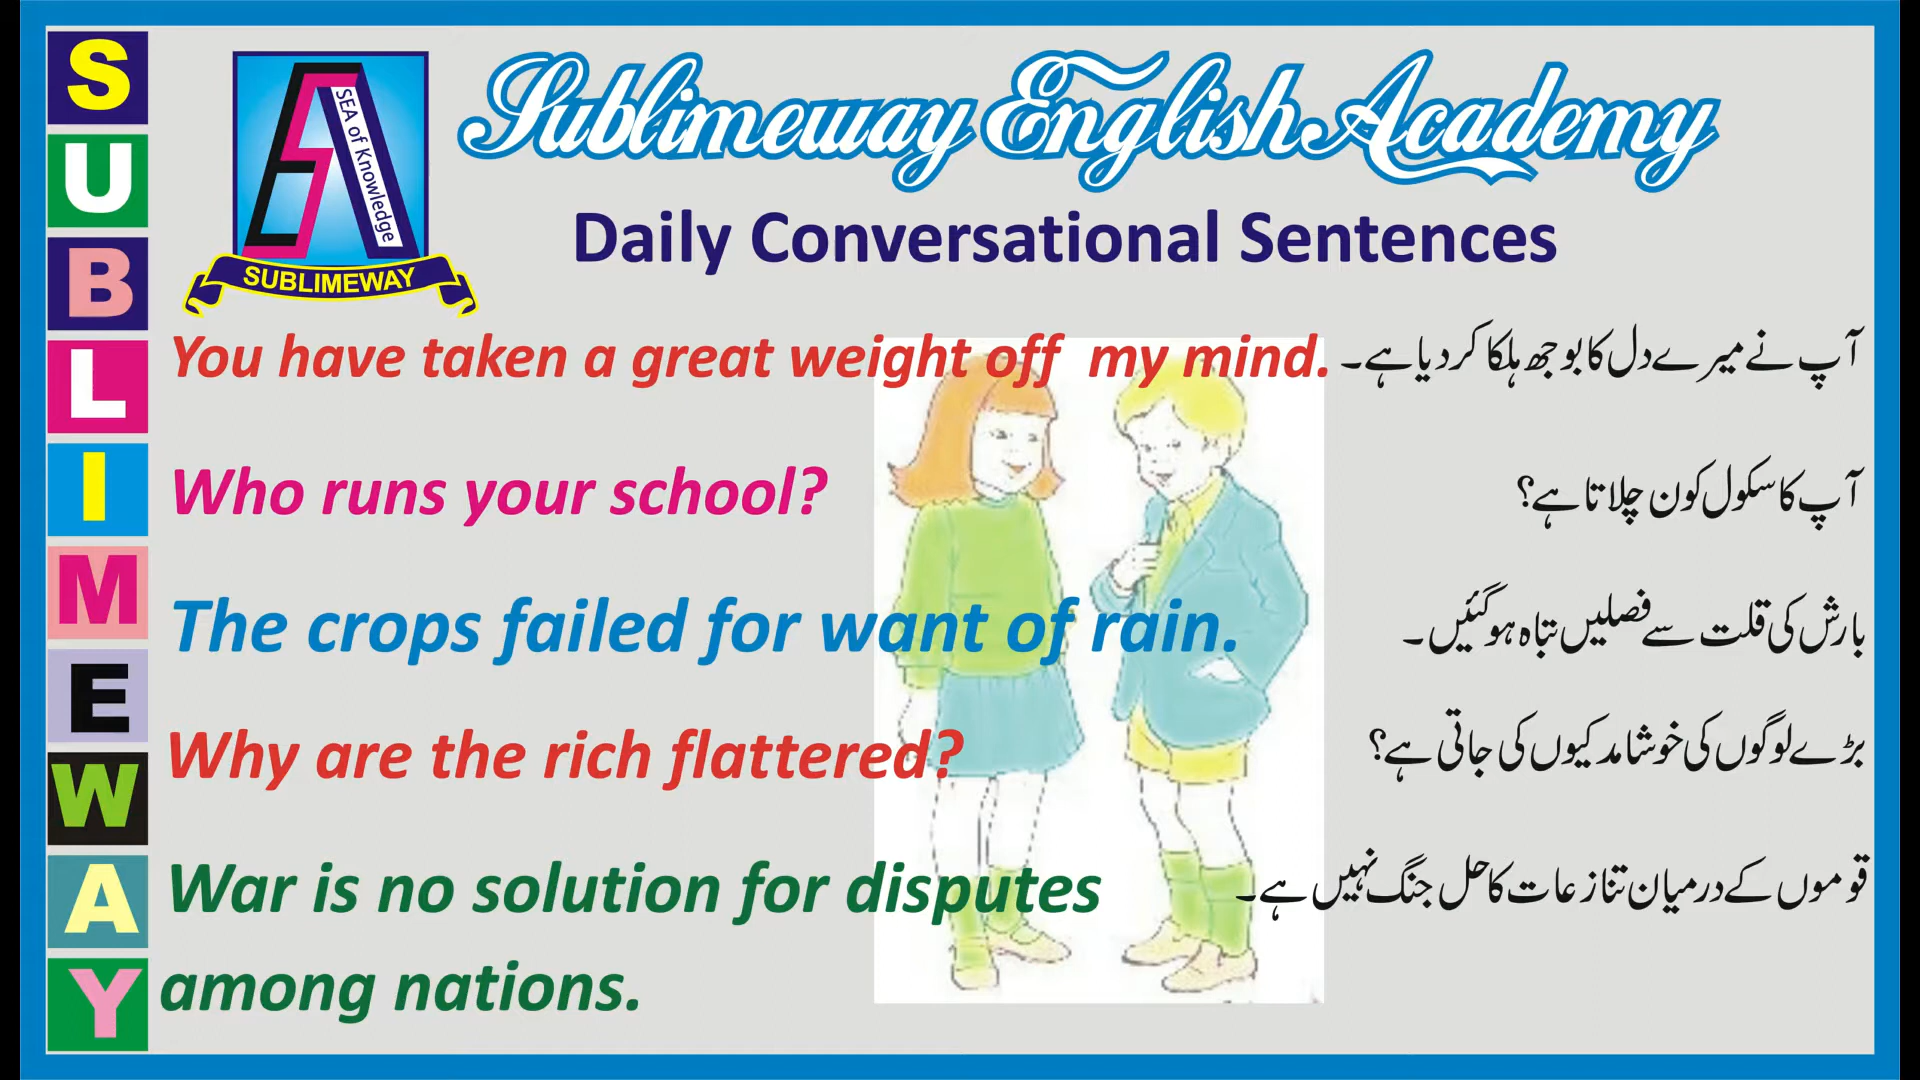 SUBLIMEWAY
SEA of Knowledge
SUBLIMEWAY
Sublimeway English Academy
Daily Conversational Sentences
You have taken a great weight off my mind. آپ نے میرے دل کا بوجھ ہلکا کر دیا ہے۔
Who runs your school? آپ کا سکول کون چلاتا ہے؟
The crops failed for want of rain. بارش کی قلت سے فصلیں تباہ ہو گئیں۔
Why are the rich flattered? بڑے لوگوں کی خوشامد کیوں کی جاتی ہے؟
War is no solution for disputes قوموں کے درمیان تنازعات کا حل جنگ نہیں ہے۔
among nations.